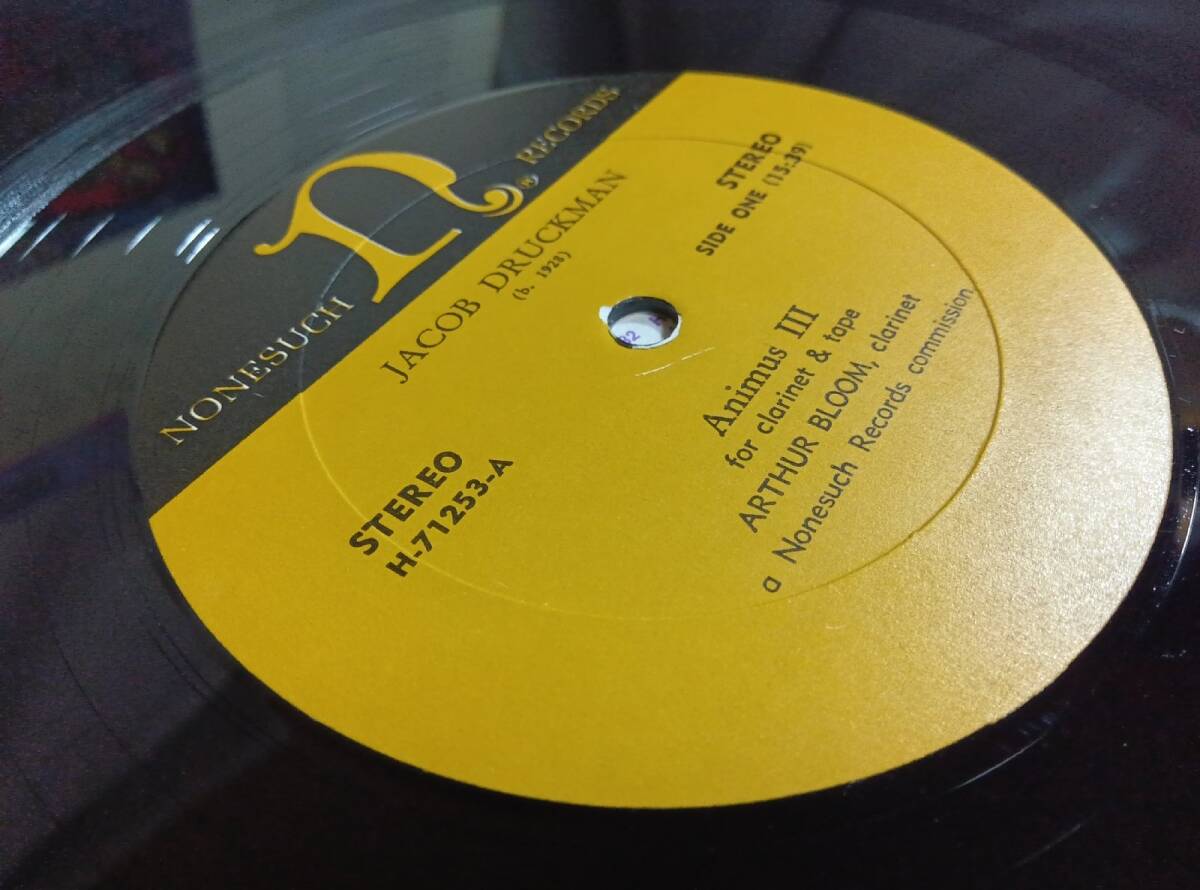 NONESUCH n® RECORDS
JACOB DRUCKMAN
(b. 1928)
STEREO
H-71253-A
STEREO
SIDE ONE (15:39)
Animus III
for clarinet & tape
ARTHUR BLOOM, clarinet
a Nonesuch Records commission